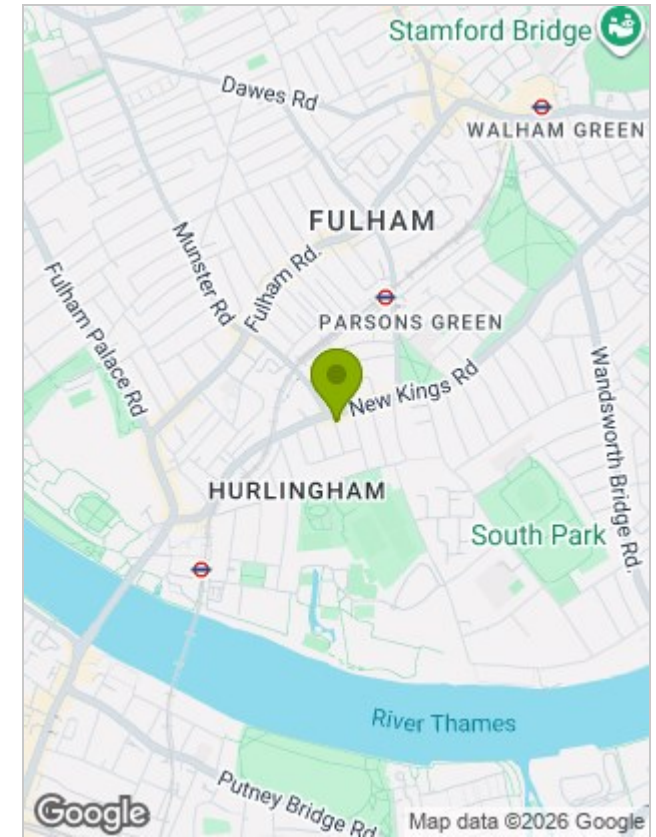 Stamford Bridge
Dawes Rd
WALHAM GREEN
FULHAM
Munster Rd
Fulham Rd.
Fulham Palace Rd
PARSONS GREEN
New Kings Rd
Wandsworth Bridge Rd.
HURLINGHAM
South Park
River Thames
Putney Bridge Rd
Google
Map data ©2026 Google